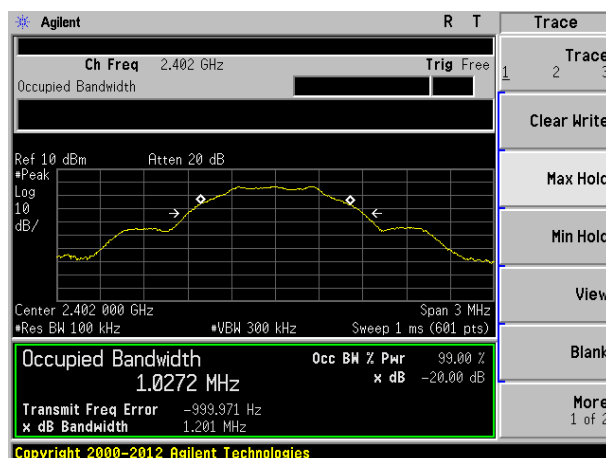 Agilent R T Trace
Ch Freq 2.402 GHz Trig Free
Occupied Bandwidth
Trace
1 2 3
Clear Write
Max Hold
Min Hold
View
Blank
More
1 of 2
Ref 10 dBm Atten 20 dB
#Peak
Log
10
dB/
Center 2.402 000 GHz Span 3 MHz
#Res BW 100 kHz #VBW 300 kHz Sweep 1 ms (601 pts)
Occupied Bandwidth Occ BW % Pwr 99.00 %
1.0272 MHz x dB -20.00 dB
Transmit Freq Error -999.971 Hz
x dB Bandwidth 1.201 MHz
Copyright 2000-2012 Agilent Technologies